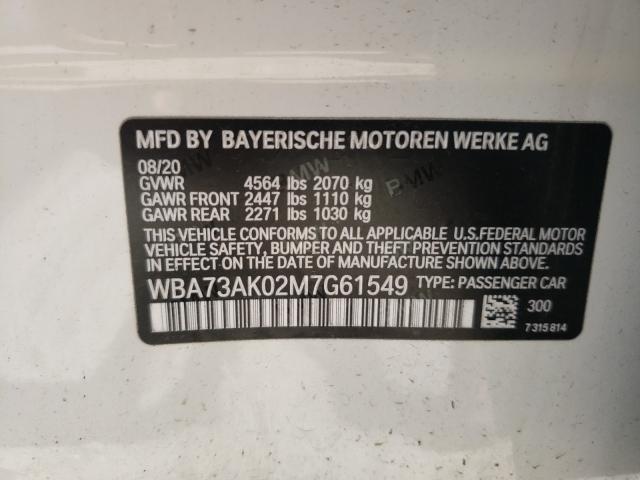 MFD BY BAYERISCHE MOTOREN WERKE AG
08/20
GVWR 4564 lbs 2070 kg
GAWR FRONT 2447 lbs 1110 kg
GAWR REAR 2271 lbs 1030 kg
THIS VEHICLE CONFORMS TO ALL APPLICABLE U.S.FEDERAL MOTOR
VEHICLE SAFETY, BUMPER AND THEFT PREVENTION STANDARDS
IN EFFECT ON THE DATE OF MANUFACTURE SHOWN ABOVE.
WBA73AK02M7G61549 TYPE: PASSENGER CAR
300
7 315 814